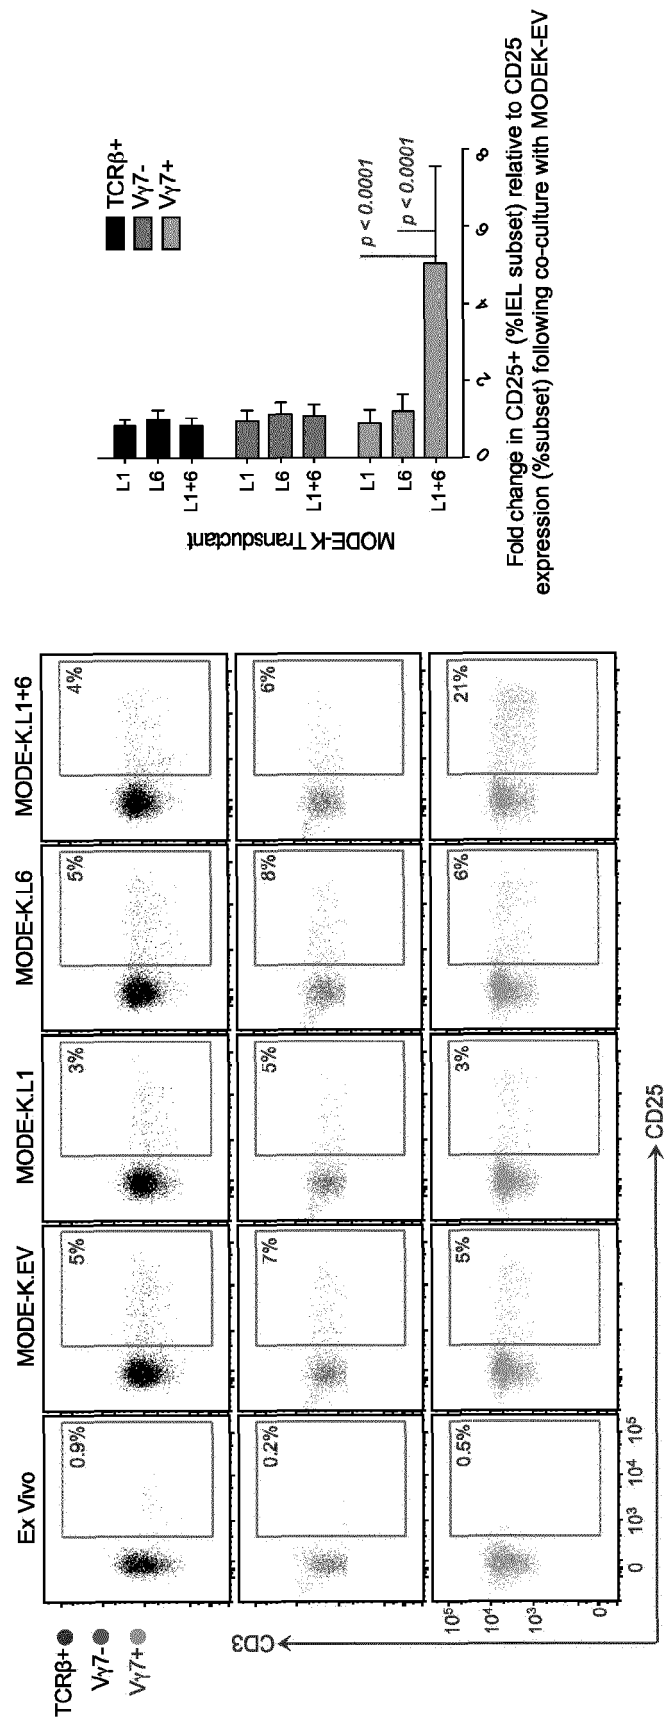 TCRβ+
Vγ7-
Vγ7+
Ex Vivo
MODE-K.EV
MODE-K.L1
MODE-K.L6
MODE-K.L1+6
0.9%
5%
3%
5%
4%
0.2%
7%
5%
8%
6%
0.5%
5%
3%
6%
21%
CD3
10⁵
10⁴
10³
0
0
10³
10⁴
10⁵
CD25
TCRβ+
Vγ7-
Vγ7+
MODE-K Transductant
L1
L6
L1+6
L1
L6
L1+6
L1
L6
L1+6
p < 0.0001
p < 0.0001
0
2
4
6
8
Fold change in CD25+ (%IEL subset) relative to CD25
expression (%subset) following co-culture with MODEK-EV